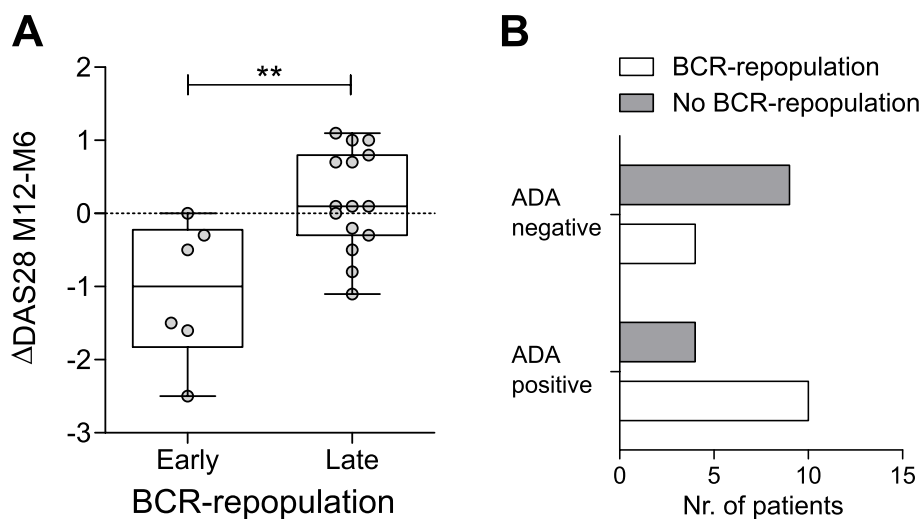 A
ΔDAS28 M12-M6
2
1
0
-1
-2
-3
**
Early Late
BCR-repopulation
B
BCR-repopulation
No BCR-repopulation
ADA
negative
ADA
positive
0 5 10 15
Nr. of patients